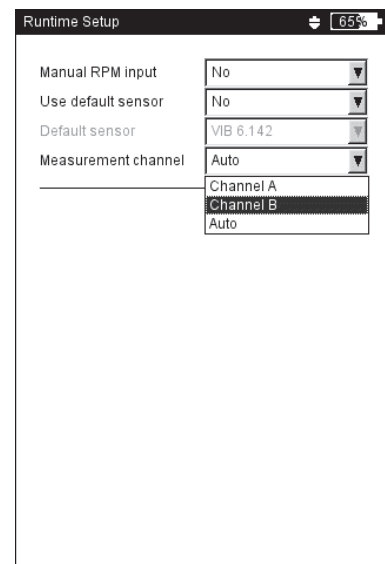 Runtime Setup 65%
Manual RPM input No
Use default sensor No
Default sensor VIB 6.142
Measurement channel Auto
Channel A
Channel B
Auto